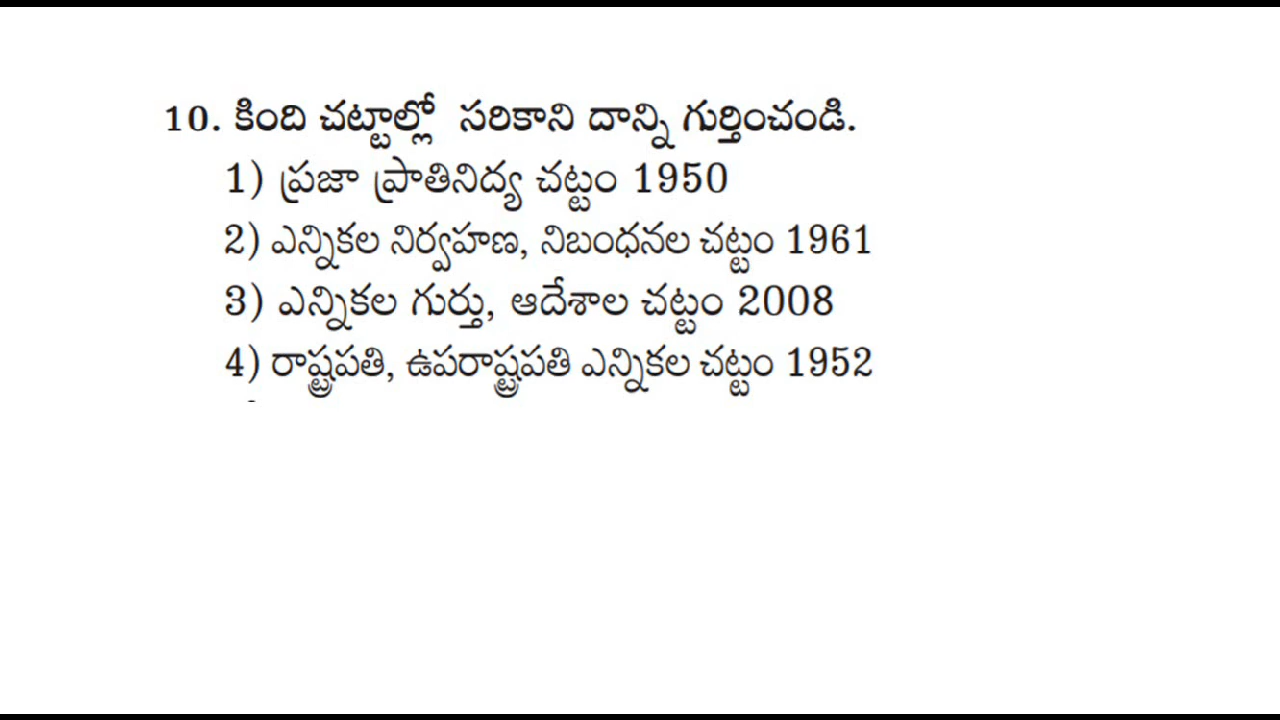 10. కింది చట్టాల్లో సరికాని దాన్ని గుర్తించండి.
1) ప్రజా ప్రాతినిద్య చట్టం 1950
2) ఎన్నికల నిర్వహణ, నిబంధనల చట్టం 1961
3) ఎన్నికల గుర్తు, ఆదేశాల చట్టం 2008
4) రాష్ట్రపతి, ఉపరాష్ట్రపతి ఎన్నికల చట్టం 1952